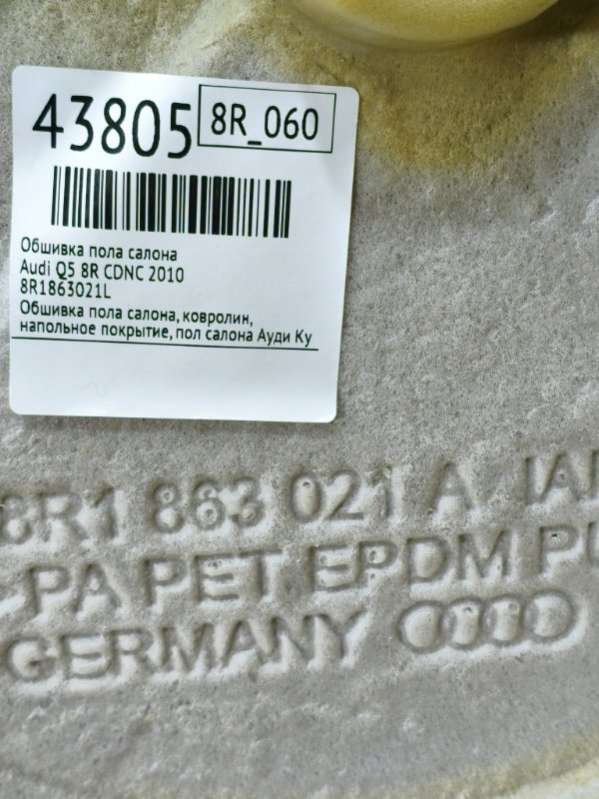 43805
8R_060
Обшивка пола салона
Audi Q5 8R CDNC 2010
8R1863021L
Обшивка пола салона, ковролин,
напольное покрытие, пол салона Ауди Ку
8R1 863 021 A
PA PET EPDM
GERMANY